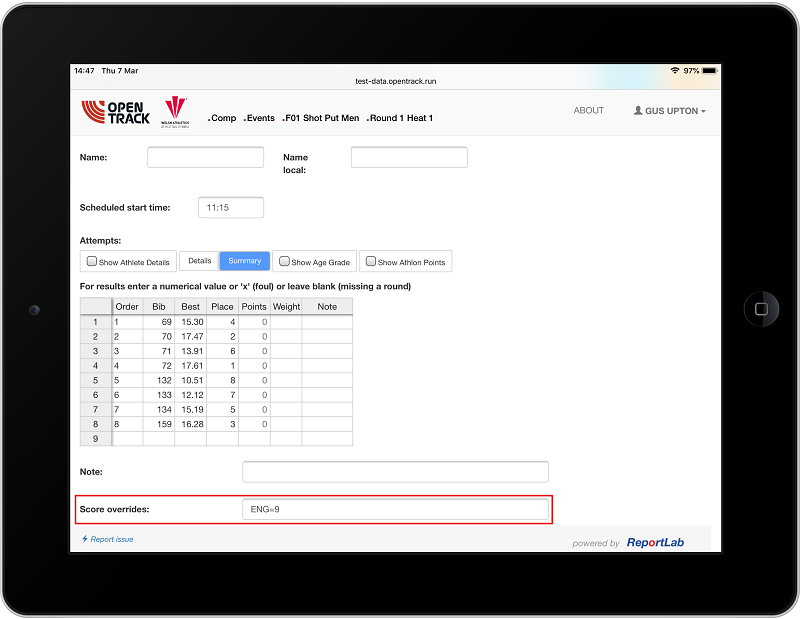 14:47 Thu 7 Mar 97%
test-data.opentrack.run
OPEN TRACK
WELSH ATHLETICS
.Comp .Events .F01 Shot Put Men .Round 1 Heat 1 ABOUT GUS UPTON
Name: Name local:
Scheduled start time: 11:15
Attempts:
Show Athlete Details Details Summary Show Age Grade Show Athlon Points
For results enter a numerical value or 'x' (foul) or leave blank (missing a round)
Order Bib Best Place Points Weight Note
1 1 69 15.30 4 0
2 2 70 17.47 2 0
3 3 71 13.91 6 0
4 4 72 17.61 1 0
5 5 132 10.51 8 0
6 6 133 12.12 7 0
7 7 134 15.19 5 0
8 8 159 16.28 3 0
9
Note:
Score overrides: ENG=9
Report issue powered by ReportLab